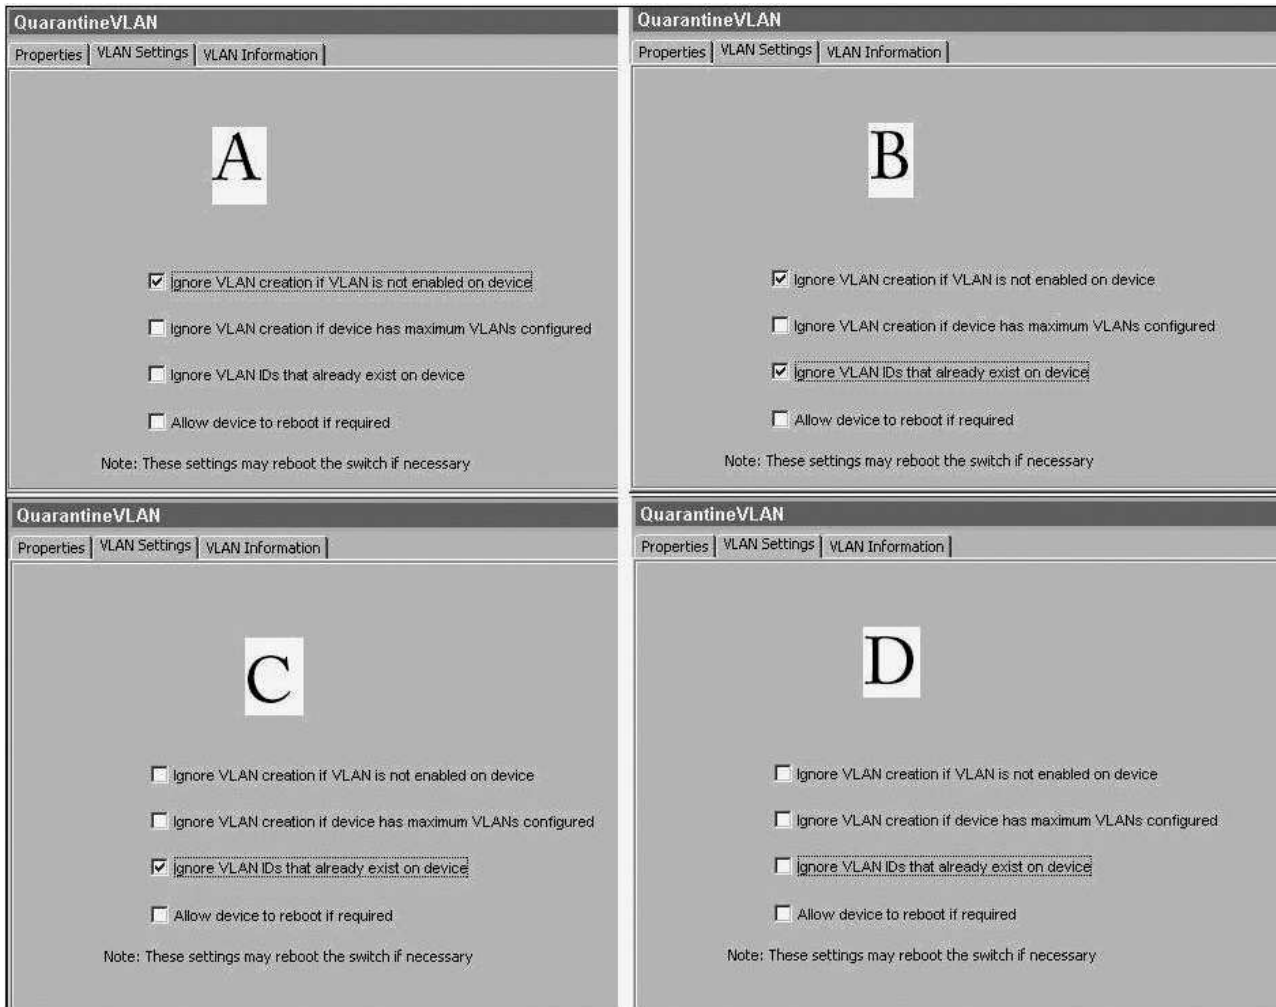 QuarantineVLAN
Properties VLAN Settings VLAN Information
A
Ignore VLAN creation if VLAN is not enabled on device
Ignore VLAN creation if device has maximum VLANs configured
Ignore VLAN IDs that already exist on device
Allow device to reboot if required
Note: These settings may reboot the switch if necessary
QuarantineVLAN
Properties VLAN Settings VLAN Information
B
Ignore VLAN creation if VLAN is not enabled on device
Ignore VLAN creation if device has maximum VLANs configured
Ignore VLAN IDs that already exist on device
Allow device to reboot if required
Note: These settings may reboot the switch if necessary
QuarantineVLAN
Properties VLAN Settings VLAN Information
C
Ignore VLAN creation if VLAN is not enabled on device
Ignore VLAN creation if device has maximum VLANs configured
Ignore VLAN IDs that already exist on device
Allow device to reboot if required
Note: These settings may reboot the switch if necessary
QuarantineVLAN
Properties VLAN Settings VLAN Information
D
Ignore VLAN creation if VLAN is not enabled on device
Ignore VLAN creation if device has maximum VLANs configured
Ignore VLAN IDs that already exist on device
Allow device to reboot if required
Note: These settings may reboot the switch if necessary